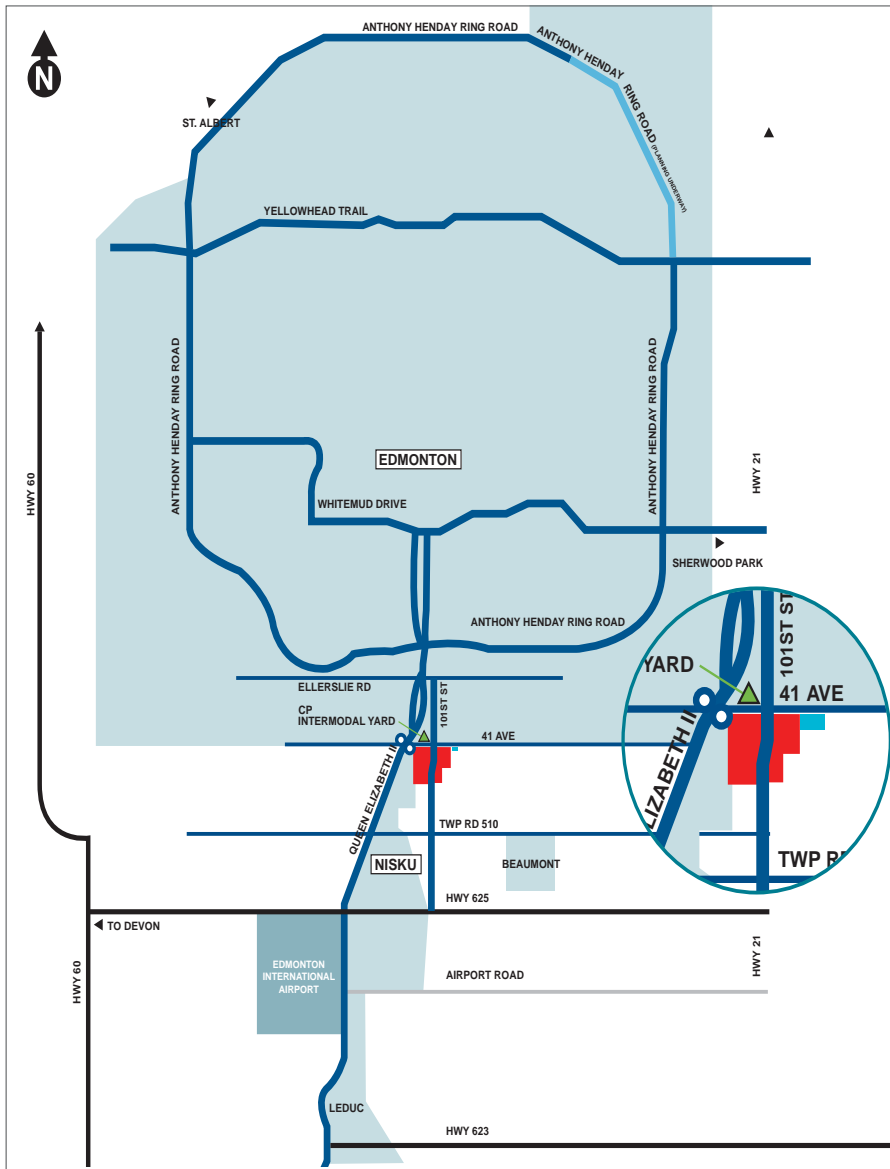 ANTHONY HENDAY RING ROAD
ANTHONY HENDAY
RING ROAD (PLANNING UNDERWAY)
N
ST. ALBERT
YELLOWHEAD TRAIL
ANTHONY HENDAY RING ROAD
ANTHONY HENDAY RING ROAD
EDMONTON
HWY 21
HWY 60
WHITEMUD DRIVE
SHERWOOD PARK
ANTHONY HENDAY RING ROAD
ELLERSLIE RD
101ST ST
CP
INTERMODAL YARD
41 AVE
QUEEN ELIZABETH II
YARD
101ST ST
41 AVE
LIZABETH II
TWP RD
TWP RD 510
NISKU
BEAUMONT
HWY 625
TO DEVON
EDMONTON
INTERNATIONAL
AIRPORT
AIRPORT ROAD
HWY 21
HWY 60
LEDUC
HWY 623